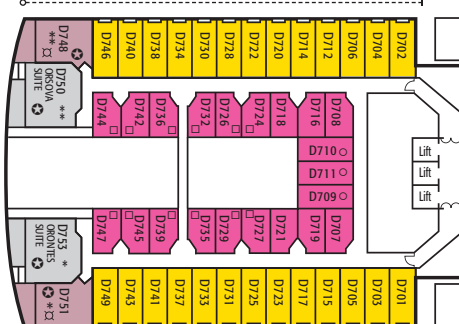 D748
**
D746
D740
D738
D734
D730
D728
D722
D720
D714
D712
D706
D704
D702
D750
ORSOVA
SUITE
**
D744
D742
D736
D732
D726
D724
D718
D716
D708
D710
D711
D709
Lift
Lift
Lift
D753
ORONTES
SUITE
*
D747
D745
D739
D735
D729
D727
D721
D719
D707
D751
*
D749
D743
D741
D737
D733
D731
D725
D723
D717
D715
D705
D703
D701